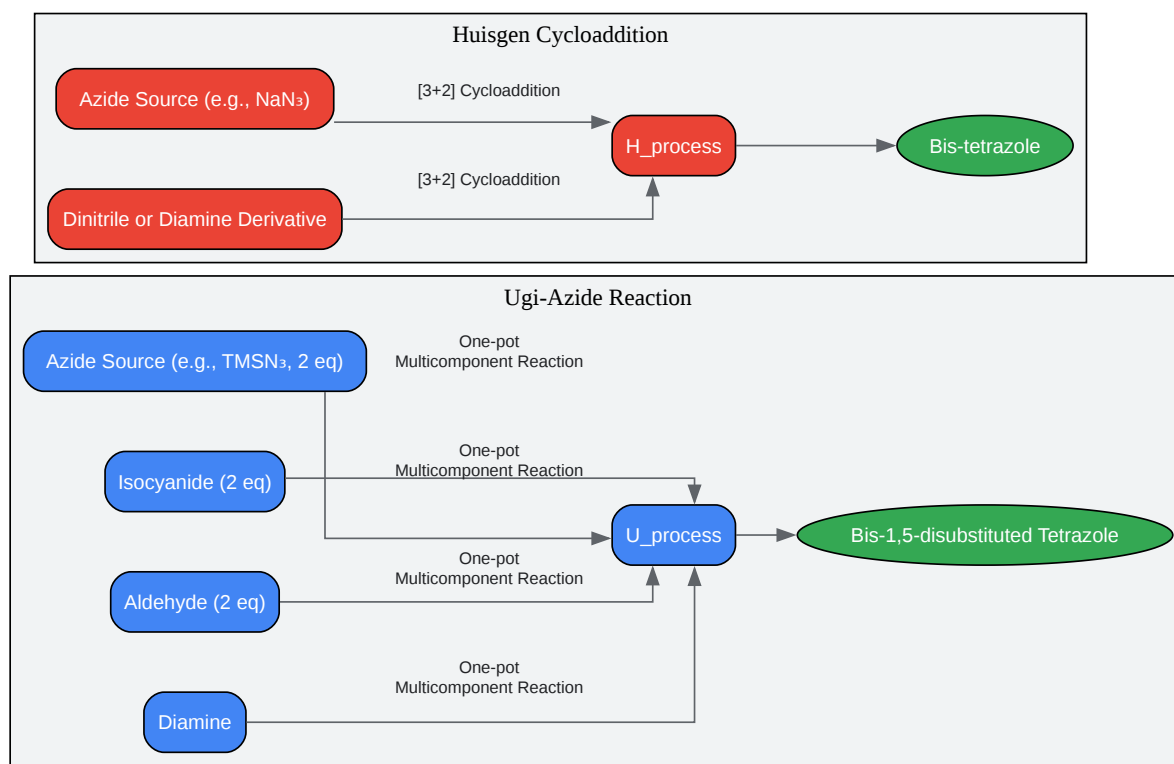 Huisgen Cycloaddition
Azide Source (e.g., NaN₃)
[3+2] Cycloaddition
H_process
Bis-tetrazole
[3+2] Cycloaddition
Dinitrile or Diamine Derivative
Ugi-Azide Reaction
Azide Source (e.g., TMSN₃, 2 eq)
One-pot
Multicomponent Reaction
Isocyanide (2 eq)
One-pot
Multicomponent Reaction
U_process
Bis-1,5-disubstituted Tetrazole
Aldehyde (2 eq)
One-pot
Multicomponent Reaction
Diamine
One-pot
Multicomponent Reaction